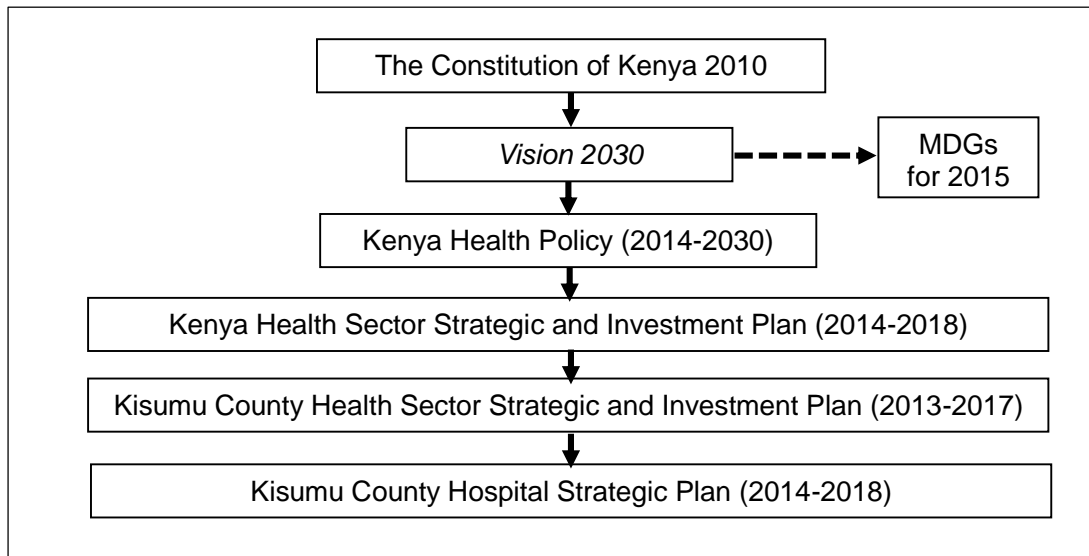 The Constitution of Kenya 2010
Vision 2030
MDGs
for 2015
Kenya Health Policy (2014-2030)
Kenya Health Sector Strategic and Investment Plan (2014-2018)
Kisumu County Health Sector Strategic and Investment Plan (2013-2017)
Kisumu County Hospital Strategic Plan (2014-2018)